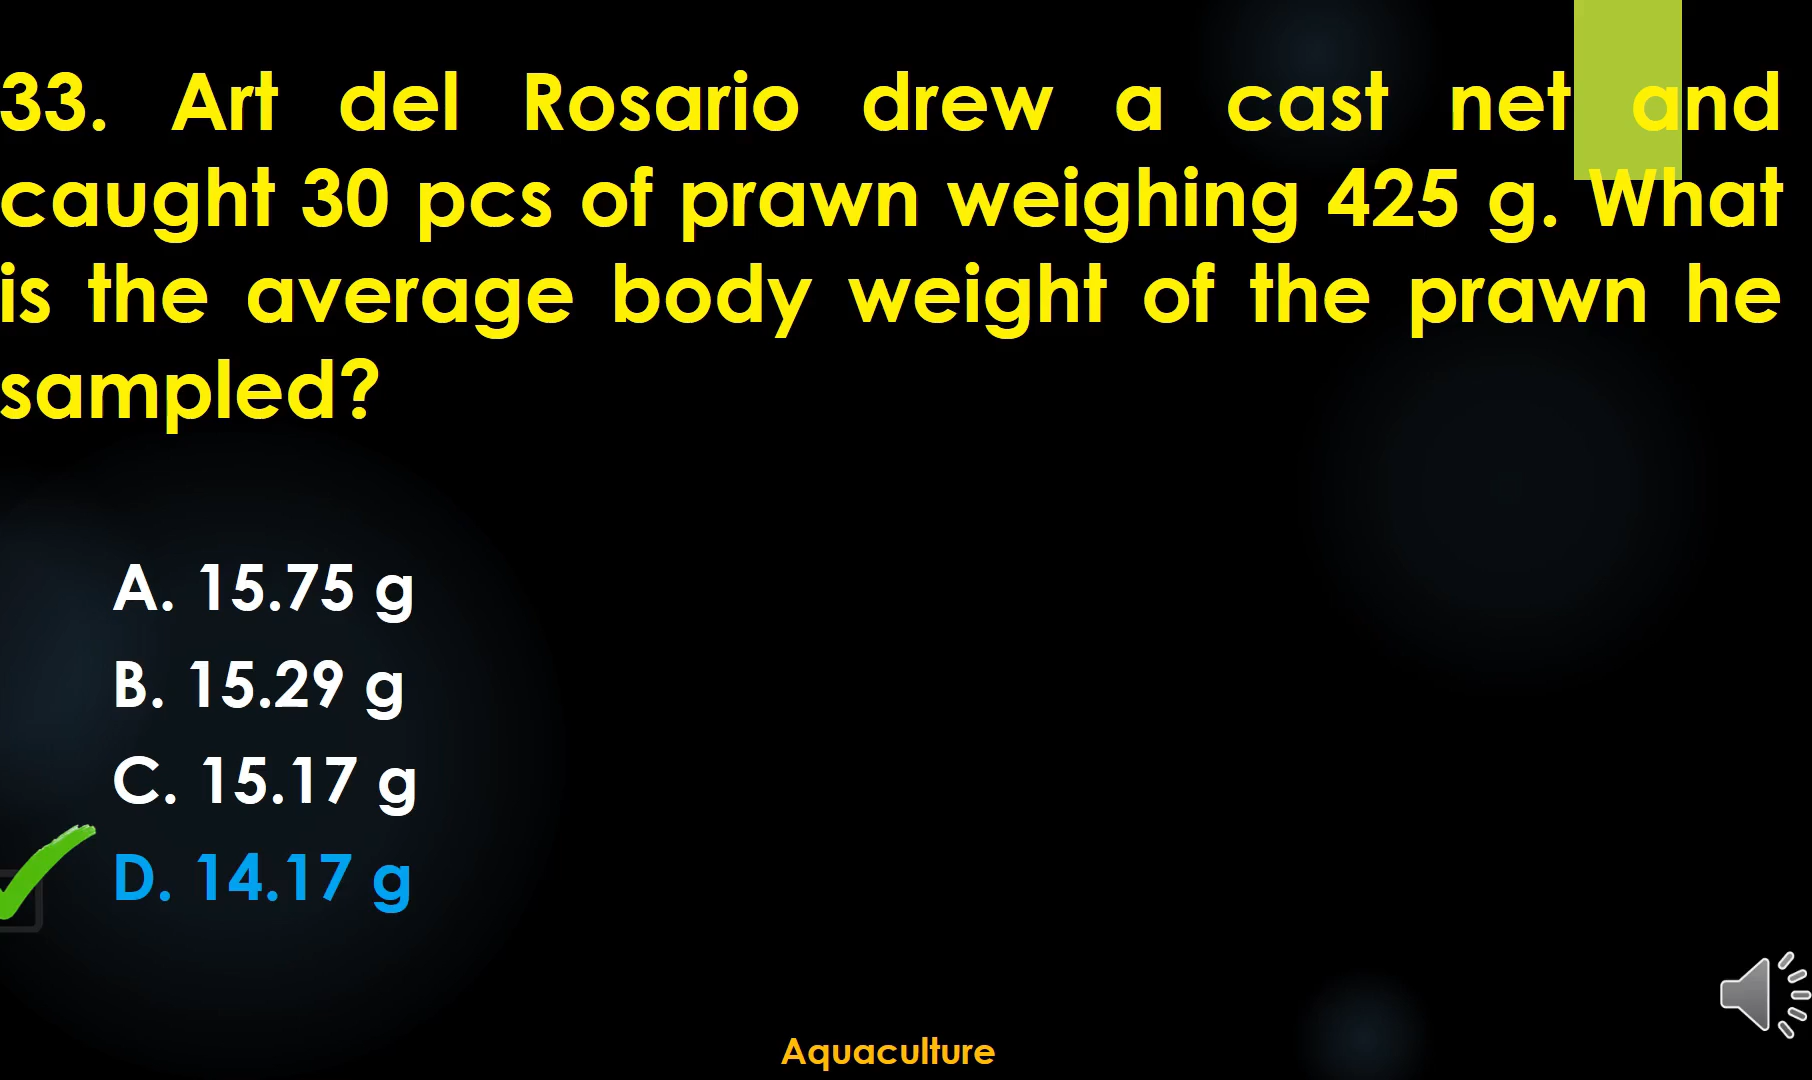 33. Art del Rosario drew a cast net and
caught 30 pcs of prawn weighing 425 g. What
is the average body weight of the prawn he
sampled?
A. 15.75 g
B. 15.29 g
C. 15.17 g
D. 14.17 g
Aquaculture